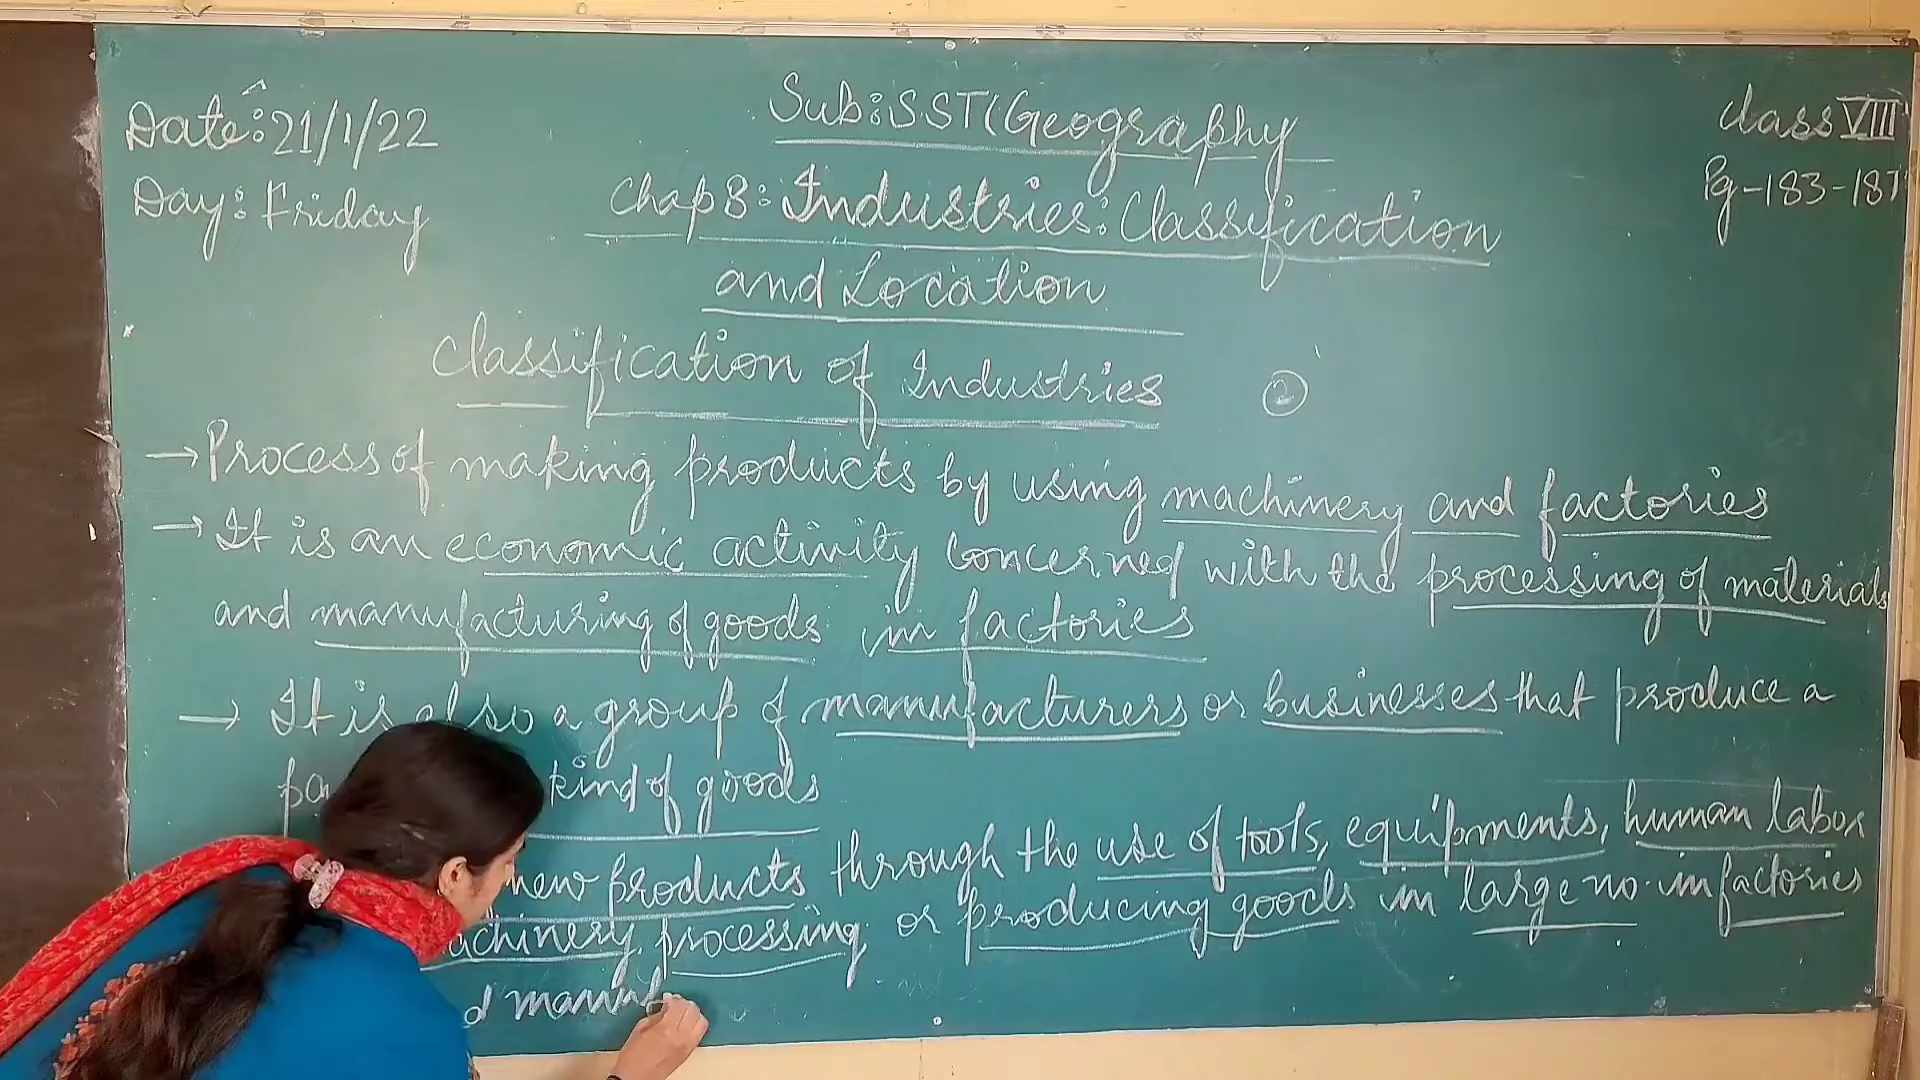 Date: 21/1/22
Day: Friday
Sub: S.ST(Geography
Class VIII
Pg-183-187
Chap 8: Industries: Classification
and Location
Classification of Industries
2
→ Process of making products by using machinery and factories
→ It is an economic activity concerned with the processing of materials
and manufacturing of goods in factories
→ It is also a group of manufacturers or businesses that produce a
kind of goods
new products through the use of tools, equipments, human labor
processing or producing goods in large no. in factories